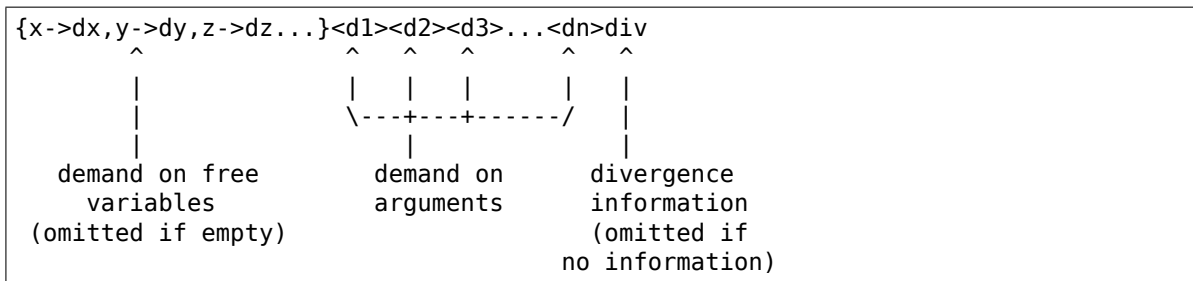 {x->dx,y->dy,z->dz...}<d1><d2><d3>...<dn>div
        ^              ^   ^   ^      ^   ^
        |              |   |   |      |   |
        |              \---+---+------/   |
        |                  |              |
   demand on free        demand on      divergence
     variables           arguments      information
 (omitted if empty)                     (omitted if
                                      no information)